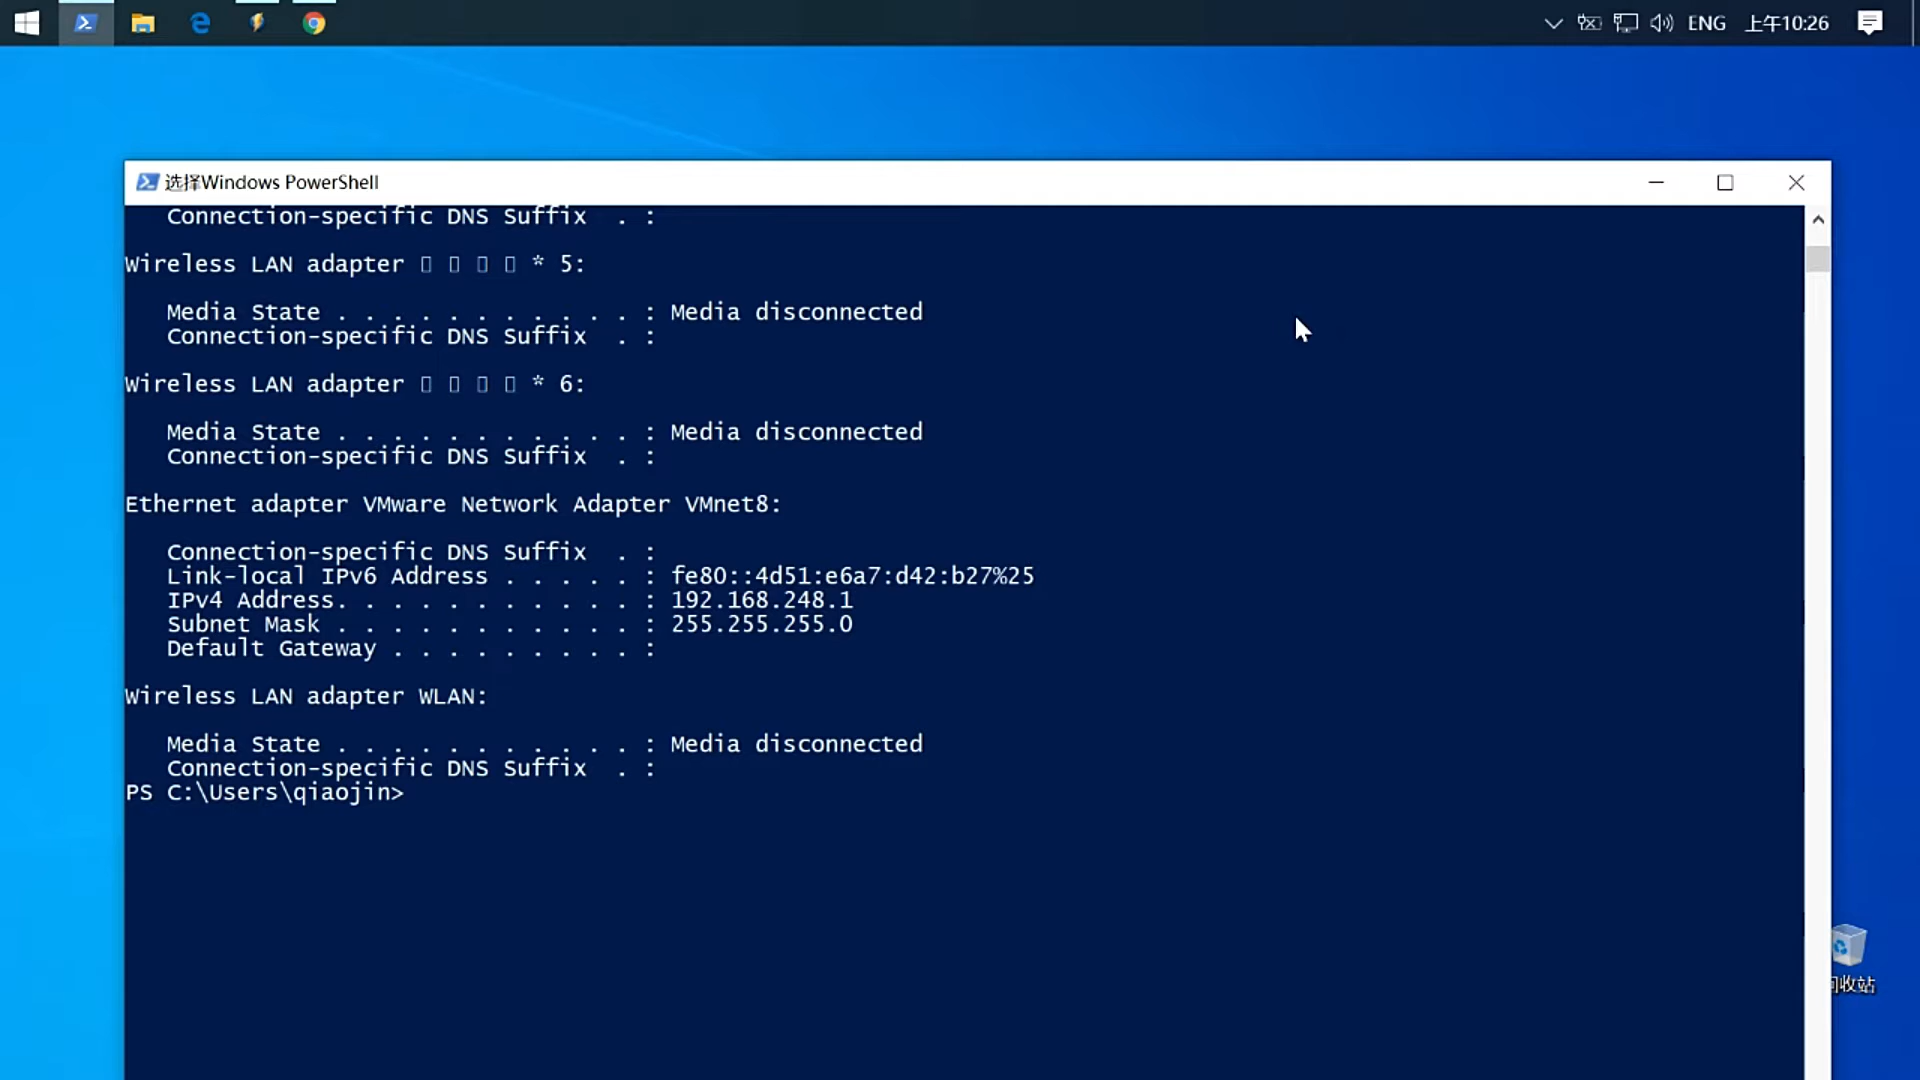 ENG 上午10:26
选择Windows PowerShell
Connection-specific DNS Suffix  . :
Wireless LAN adapter * 5:
Media State . . . . . . . . . . . : Media disconnected
Connection-specific DNS Suffix  . :
Wireless LAN adapter * 6:
Media State . . . . . . . . . . . : Media disconnected
Connection-specific DNS Suffix  . :
Ethernet adapter VMware Network Adapter VMnet8:
Connection-specific DNS Suffix  . :
Link-local IPv6 Address . . . . . : fe80::4d51:e6a7:d42:b27%25
IPv4 Address. . . . . . . . . . . : 192.168.248.1
Subnet Mask . . . . . . . . . . . : 255.255.255.0
Default Gateway . . . . . . . . . :
Wireless LAN adapter WLAN:
Media State . . . . . . . . . . . : Media disconnected
Connection-specific DNS Suffix  . :
PS C:\Users\qiaojin>
回收站